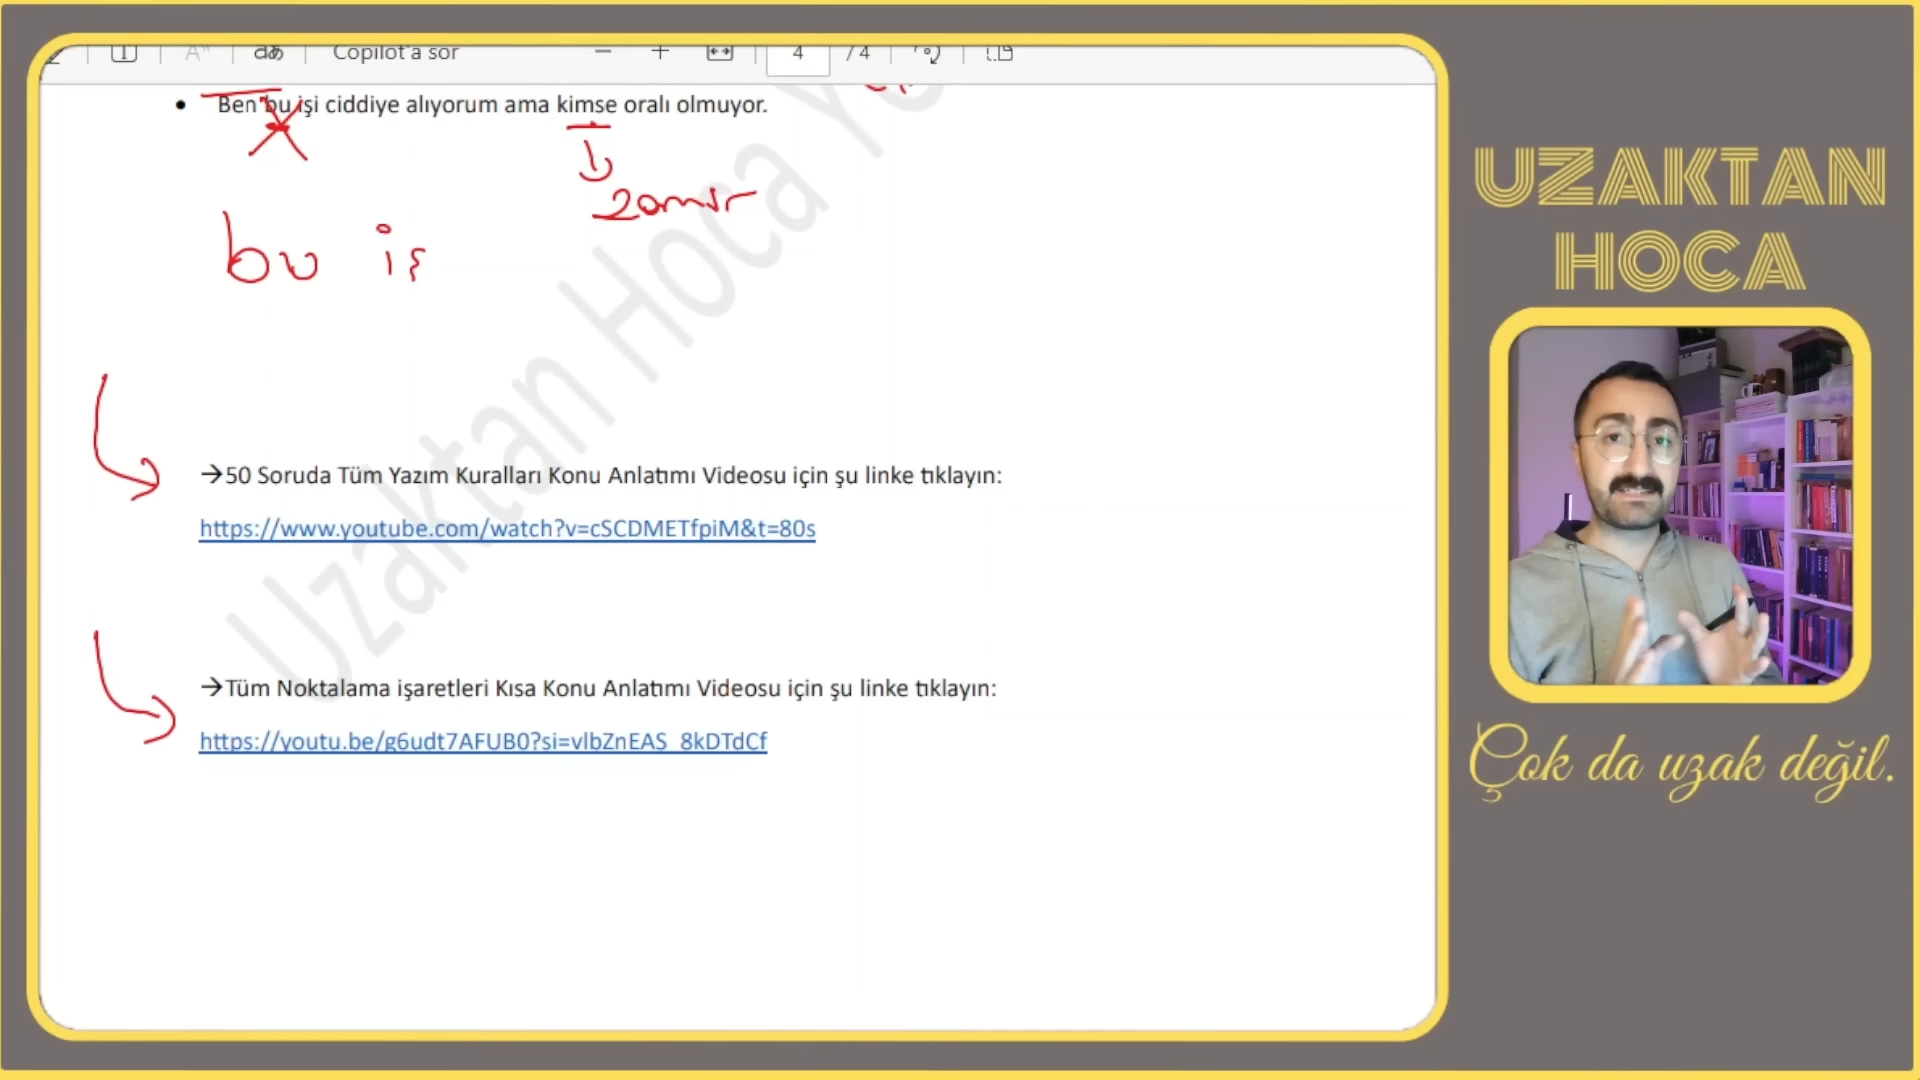 Copilot'a sor
4
/ 4
• Ben bu işi ciddiye alıyorum ama kimse oralı olmuyor.
zamir
bu iş
→50 Soruda Tüm Yazım Kuralları Konu Anlatımı Videosu için şu linke tıklayın:
https://www.youtube.com/watch?v=cSCDMETfpiM&t=80s
→Tüm Noktalama işaretleri Kısa Konu Anlatımı Videosu için şu linke tıklayın:
https://youtu.be/g6udt7AFUB0?si=vlbZnEAS_8kDTdCf
Uzaktan Hoca
UZAKTAN
HOCA
Çok da uzak değil.